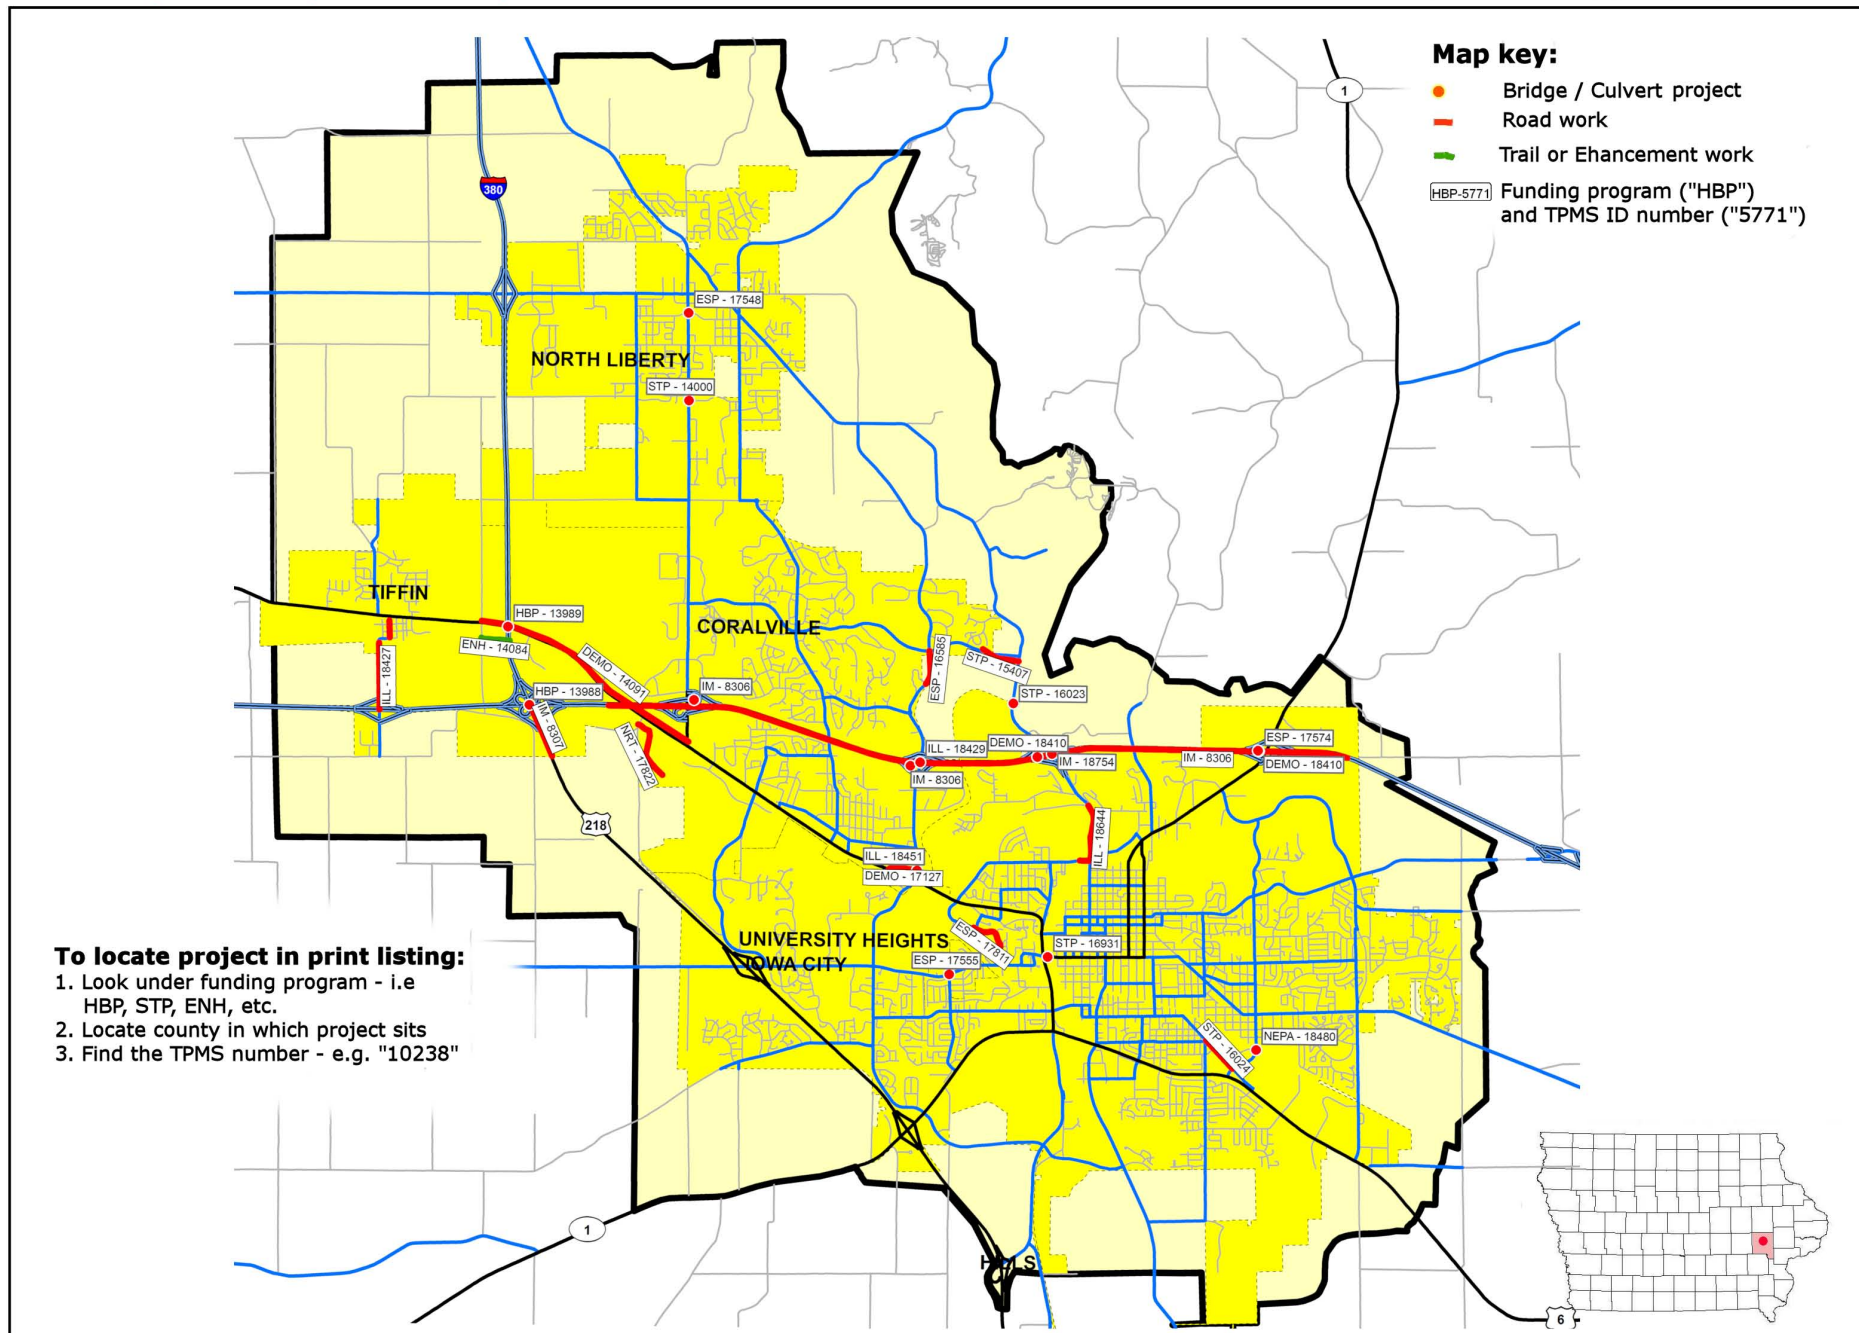 Map key:
Bridge / Culvert project
Road work
Trail or Ehancement work
HBP-5771
Funding program ("HBP")
and TPMS ID number ("5771")
1
380
ESP - 17548
NORTH LIBERTY
STP - 14000
TIFFIN
HBP - 13989
CORALVILLE
ENH - 14084
DEMO - 14091
ILL - 18427
ESP - 16585
STP - 15407
HBP - 13988
IM - 8306
STP - 16023
IM - 8307
NRT - 17822
ILL - 18429
DEMO - 18410
ESP - 17574
IM - 8306
IM - 18754
IM - 8306
DEMO - 18410
218
ILL - 18644
ILL - 18451
DEMO - 17127
UNIVERSITY HEIGHTS
ESP - 17811
STP - 16931
IOWA CITY
ESP - 17555
To locate project in print listing:
1. Look under funding program - i.e
HBP, STP, ENH, etc.
2. Locate county in which project sits
3. Find the TPMS number - e.g. "10238"
STP - 16024
NEPA - 18480
1
HILLS
6